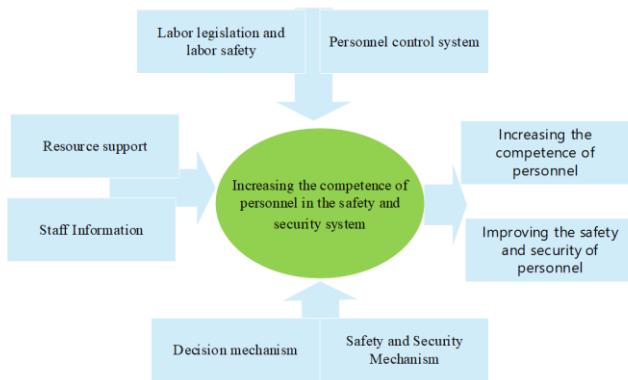 Labor legislation and
labor safety
Personnel control system
Resource support
Staff Information
Increasing the competence of
personnel in the safety and
security system
Increasing the
competence of
personnel
Improving the safety
and security of
personnel
Decision mechanism
Safety and Security
Mechanism